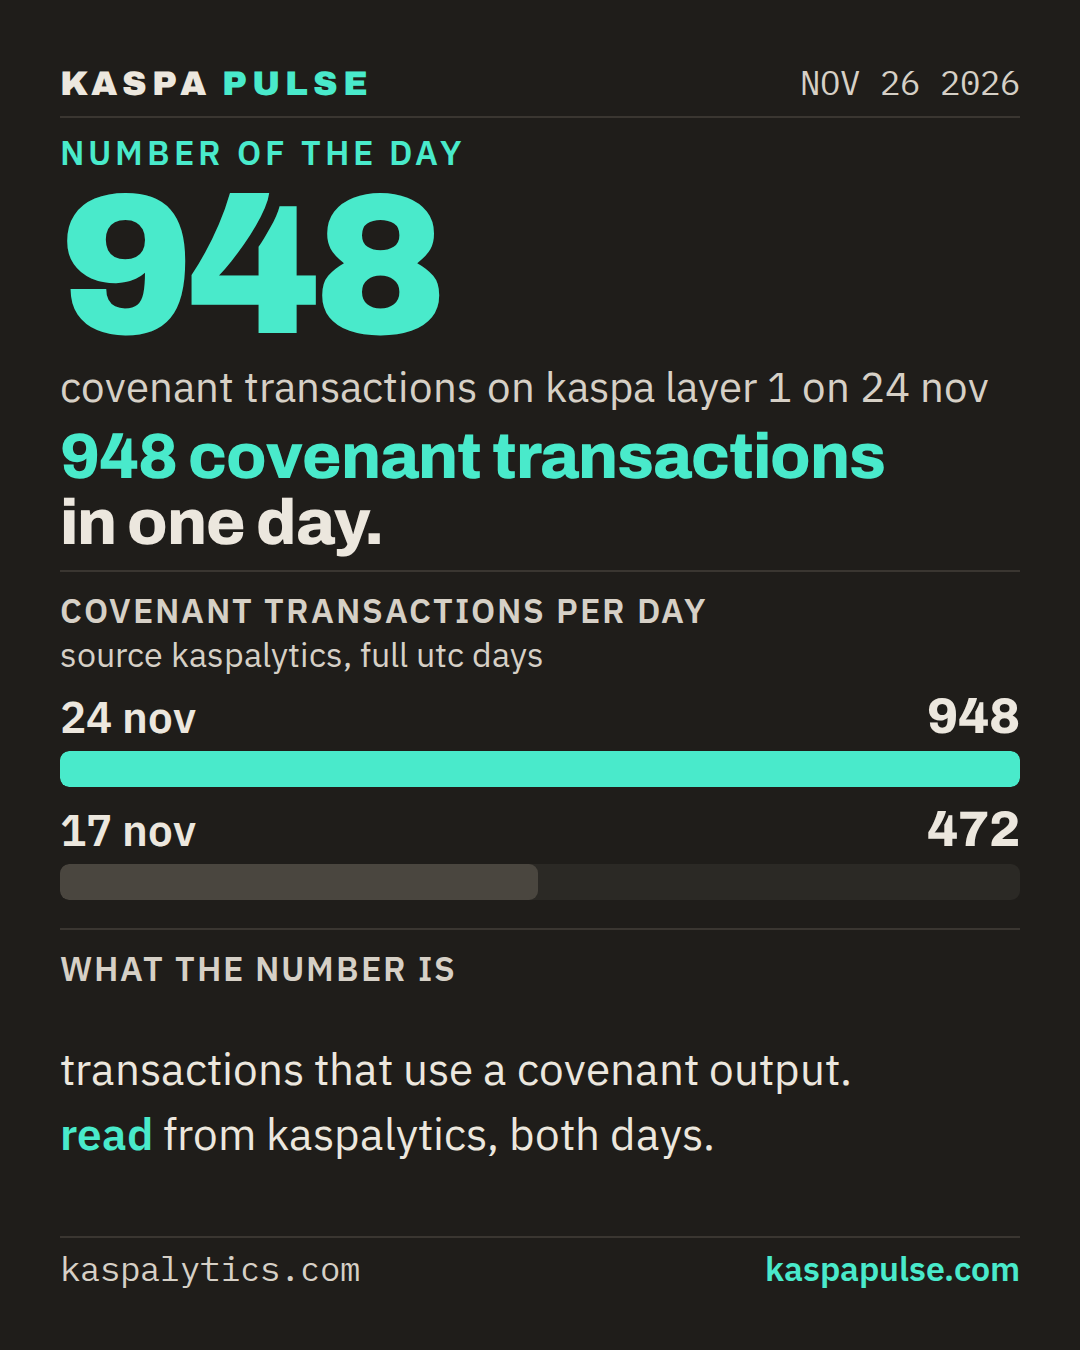 KASPA PULSE
NOV 26 2026
NUMBER OF THE DAY
948
covenant transactions on kaspa layer 1 on 24 nov
948 covenant transactions
in one day.
COVENANT TRANSACTIONS PER DAY
source kaspalytics, full utc days
24 nov 948
17 nov 472
WHAT THE NUMBER IS
transactions that use a covenant output.
read from kaspalytics, both days.
kaspalytics.com
kaspapulse.com